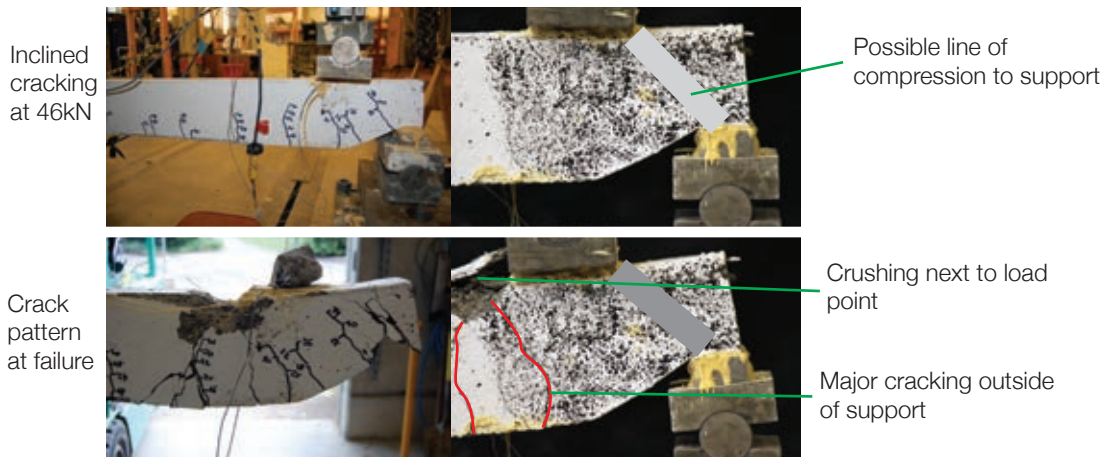 Inclined
cracking
at 46kN
Possible line of
compression to support
Crack
pattern
at failure
Crushing next to load
point
Major cracking outside
of support